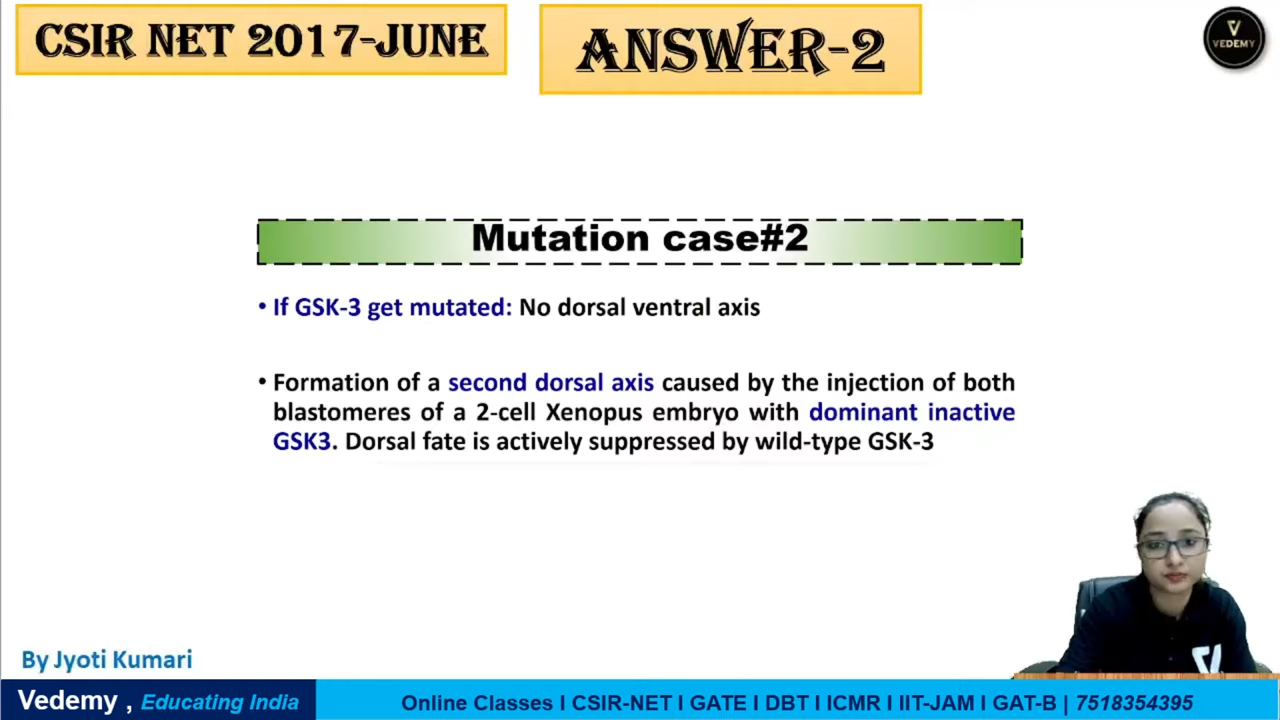 CSIR NET 2017-JUNE
ANSWER-2
VEDEMY
Mutation case#2
• If GSK-3 get mutated: No dorsal ventral axis
• Formation of a second dorsal axis caused by the injection of both
blastomeres of a 2-cell Xenopus embryo with dominant inactive
GSK3. Dorsal fate is actively suppressed by wild-type GSK-3
By Jyoti Kumari
Vedemy , Educating India
Online Classes I CSIR-NET I GATE I DBT I ICMR I IIT-JAM I GAT-B | 7518354395